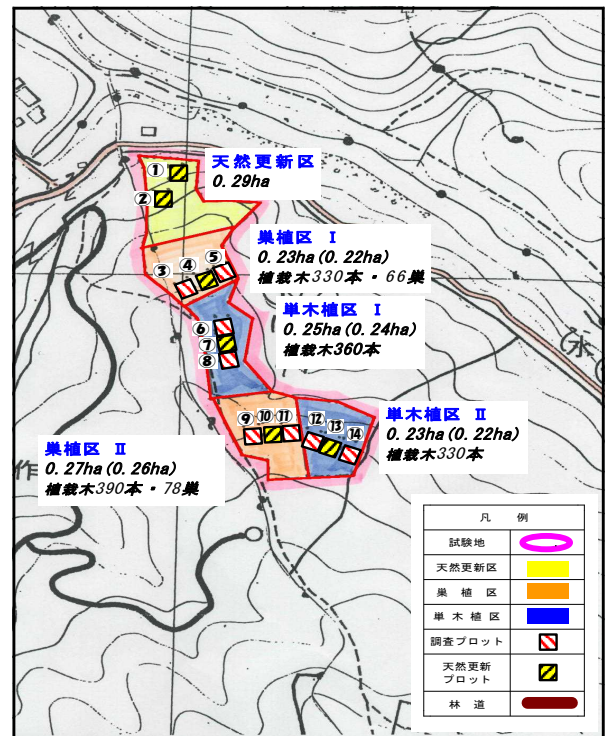 天然更新区
0.29ha
①
②
巣植区 Ⅰ
0.23ha(0.22ha)
植栽木330本・66巣
③ ④ ⑤
単木植区 Ⅰ
0.25ha(0.24ha)
植栽木360本
⑥
⑦
⑧
水
単木植区 Ⅱ
0.23ha(0.22ha)
植栽木330本
⑨ ⑩ ⑪ ⑫ ⑬ ⑭
巣植区 Ⅱ
0.27ha(0.26ha)
植栽木390本・78巣
作
凡 例
試験地
天然更新区
巣 植 区
単 木 植 区
調査プロット
天然更新
プロット
林 道